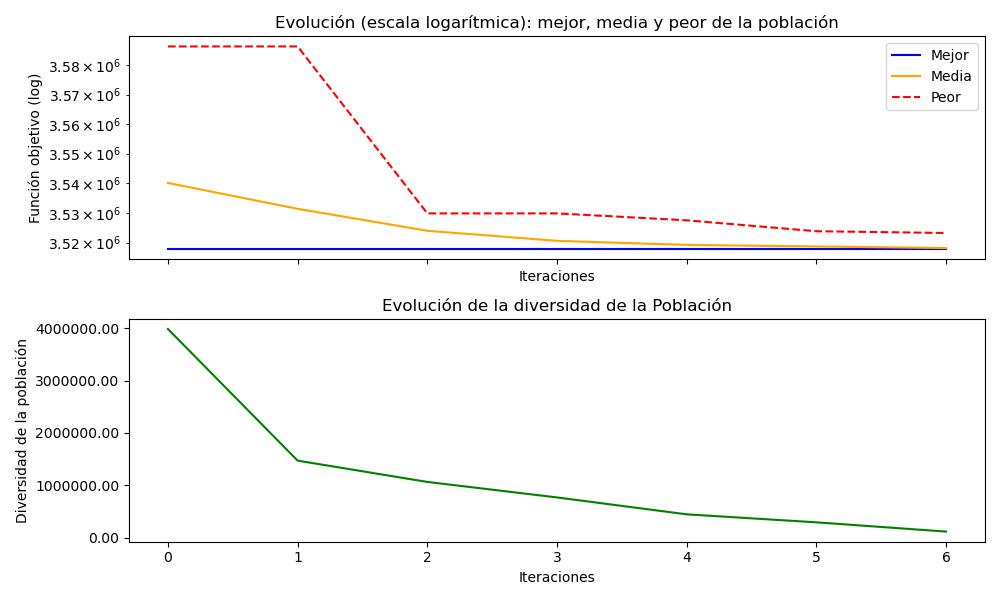 Evolución (escala logarítmica): mejor, media y peor de la población
Función objetivo (log)
3.58 × 10⁶
3.57 × 10⁶
3.56 × 10⁶
3.55 × 10⁶
3.54 × 10⁶
3.53 × 10⁶
3.52 × 10⁶
Mejor
Media
Peor
Iteraciones
Evolución de la diversidad de la Población
Diversidad de la población
4000000.00
3000000.00
2000000.00
1000000.00
0.00
0 1 2 3 4 5 6
Iteraciones